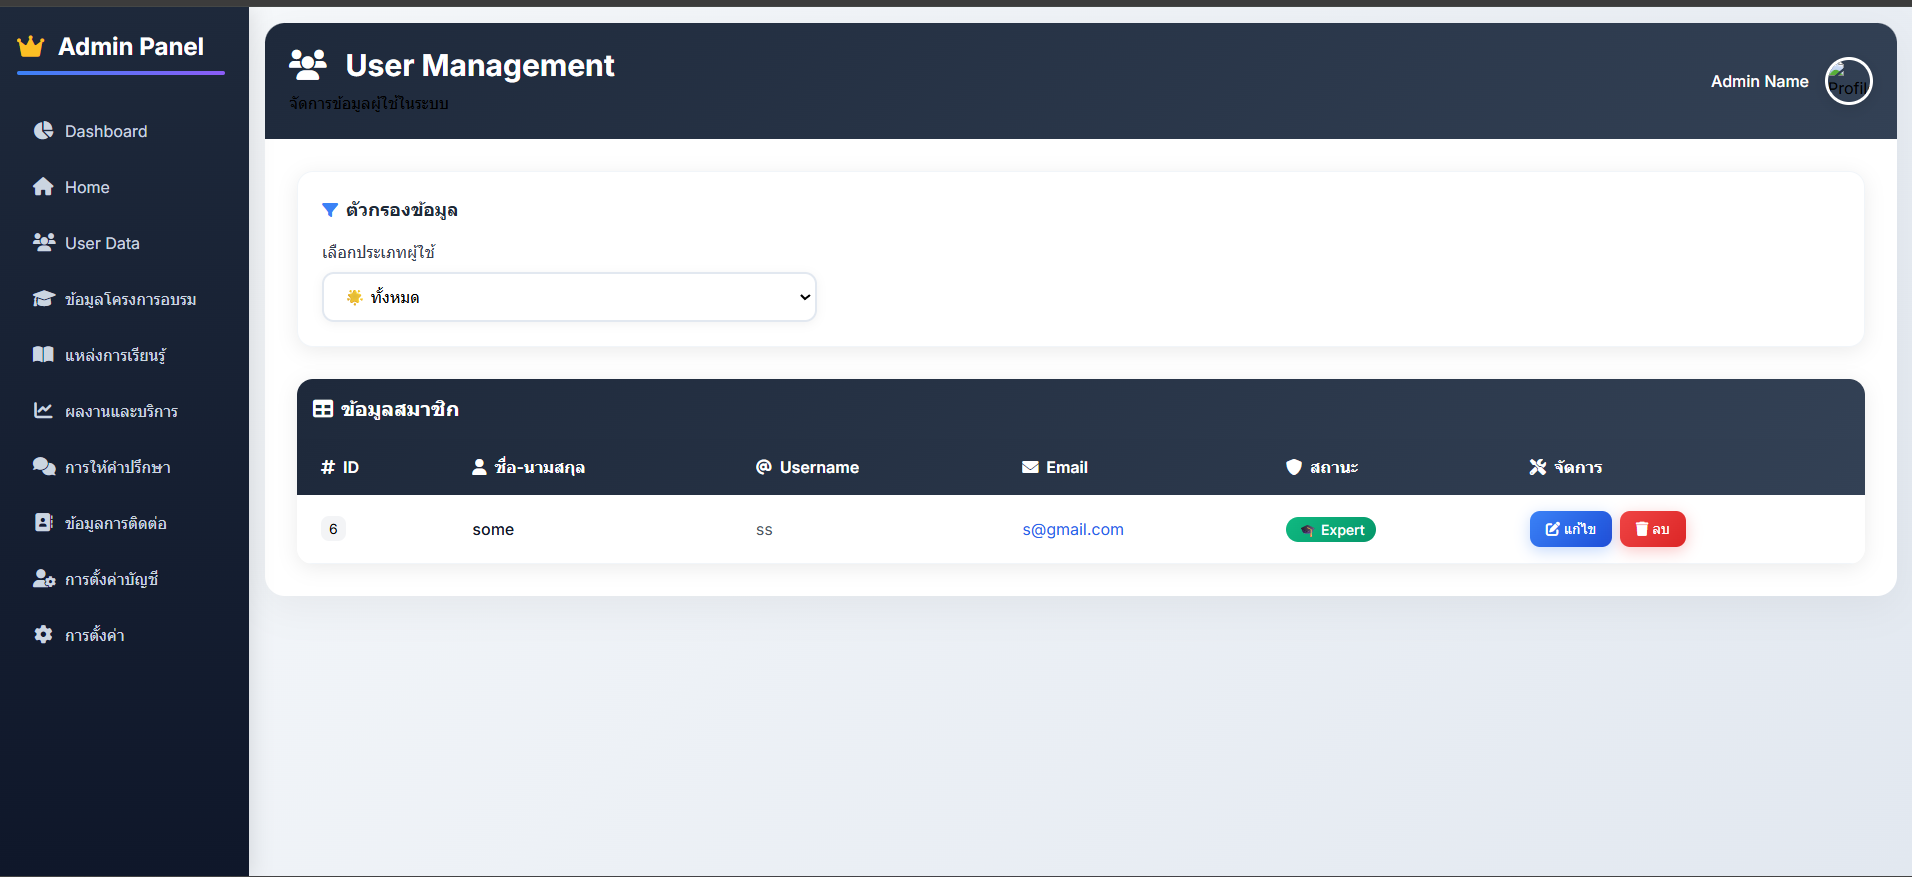 Admin Panel
Dashboard
Home
User Data
ข้อมูลโครงการอบรม
แหล่งการเรียนรู้
ผลงานและบริการ
การให้คำปรึกษา
ข้อมูลการติดต่อ
การตั้งค่าบัญชี
การตั้งค่า
User Management
จัดการข้อมูลผู้ใช้ในระบบ
Admin Name
Profil
ตัวกรองข้อมูล
เลือกประเภทผู้ใช้
ทั้งหมด
ข้อมูลสมาชิก
# ID ชื่อ-นามสกุล @ Username Email สถานะ จัดการ
6 some ss s@gmail.com Expert แก้ไข ลบ